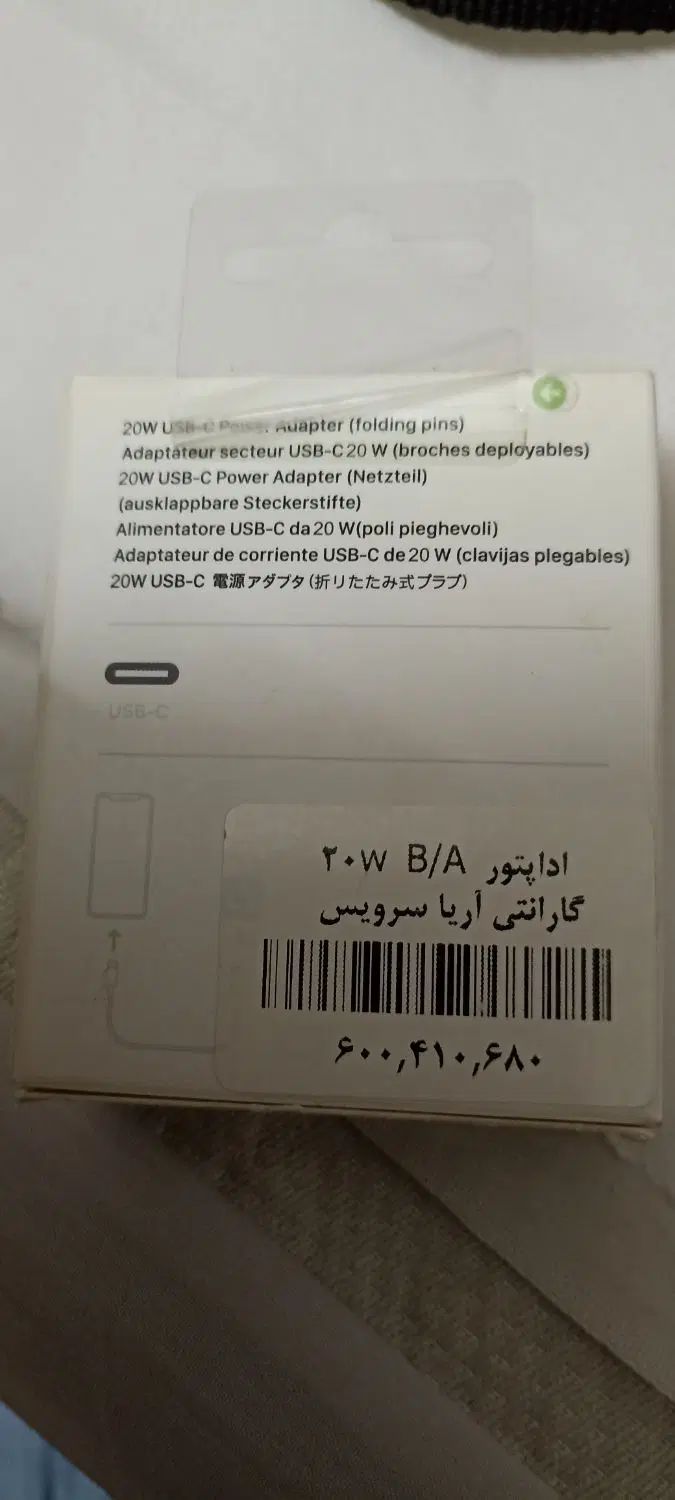 20W USB-C Power Adapter (folding pins)
Adaptateur secteur USB-C 20 W (broches deployables)
20W USB-C Power Adapter (Netzteil)
(ausklappbare Steckerstifte)
Alimentatore USB-C da 20 W(poli pieghevoli)
Adaptateur de corriente USB-C de 20 W (clavijas plegables)
20W USB-C 電源アダプタ(折リたたみ式プラブ)
USB-C
اداپتور ۲۰W B/A
گارانتی آریا سرویس
۶۰۰,۴۱۰,۶۸۰